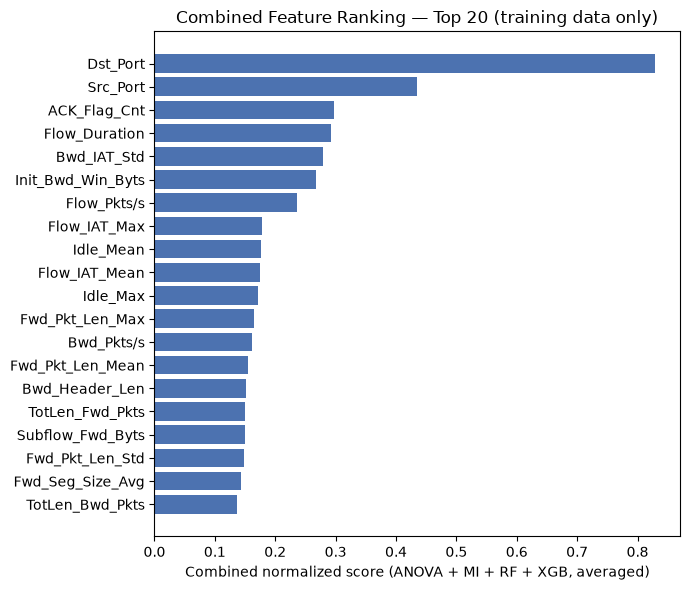 Combined Feature Ranking — Top 20 (training data only)
Dst_Port
Src_Port
ACK_Flag_Cnt
Flow_Duration
Bwd_IAT_Std
Init_Bwd_Win_Byts
Flow_Pkts/s
Flow_IAT_Max
Idle_Mean
Flow_IAT_Mean
Idle_Max
Fwd_Pkt_Len_Max
Bwd_Pkts/s
Fwd_Pkt_Len_Mean
Bwd_Header_Len
TotLen_Fwd_Pkts
Subflow_Fwd_Byts
Fwd_Pkt_Len_Std
Fwd_Seg_Size_Avg
TotLen_Bwd_Pkts
0.0 0.1 0.2 0.3 0.4 0.5 0.6 0.7 0.8
Combined normalized score (ANOVA + MI + RF + XGB, averaged)